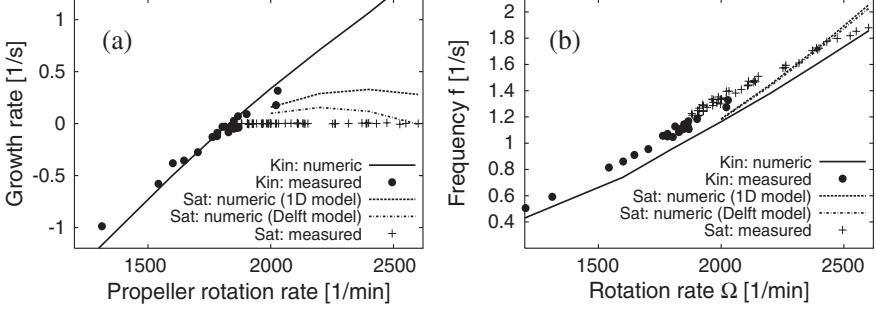 (a)
Growth rate [1/s]
1
0.5
0
-0.5
-1
Kin: numeric
Kin: measured
Sat: numeric (1D model)
Sat: numeric (Delft model)
Sat: measured
1500 2000 2500
Propeller rotation rate [1/min]
(b)
Frequency f [1/s]
2
1.8
1.6
1.4
1.2
1
0.8
0.6
0.4
Kin: numeric
Kin: measured
Sat: numeric (1D model)
Sat: numeric (Delft model)
Sat: measured
1500 2000 2500
Rotation rate Ω [1/min]